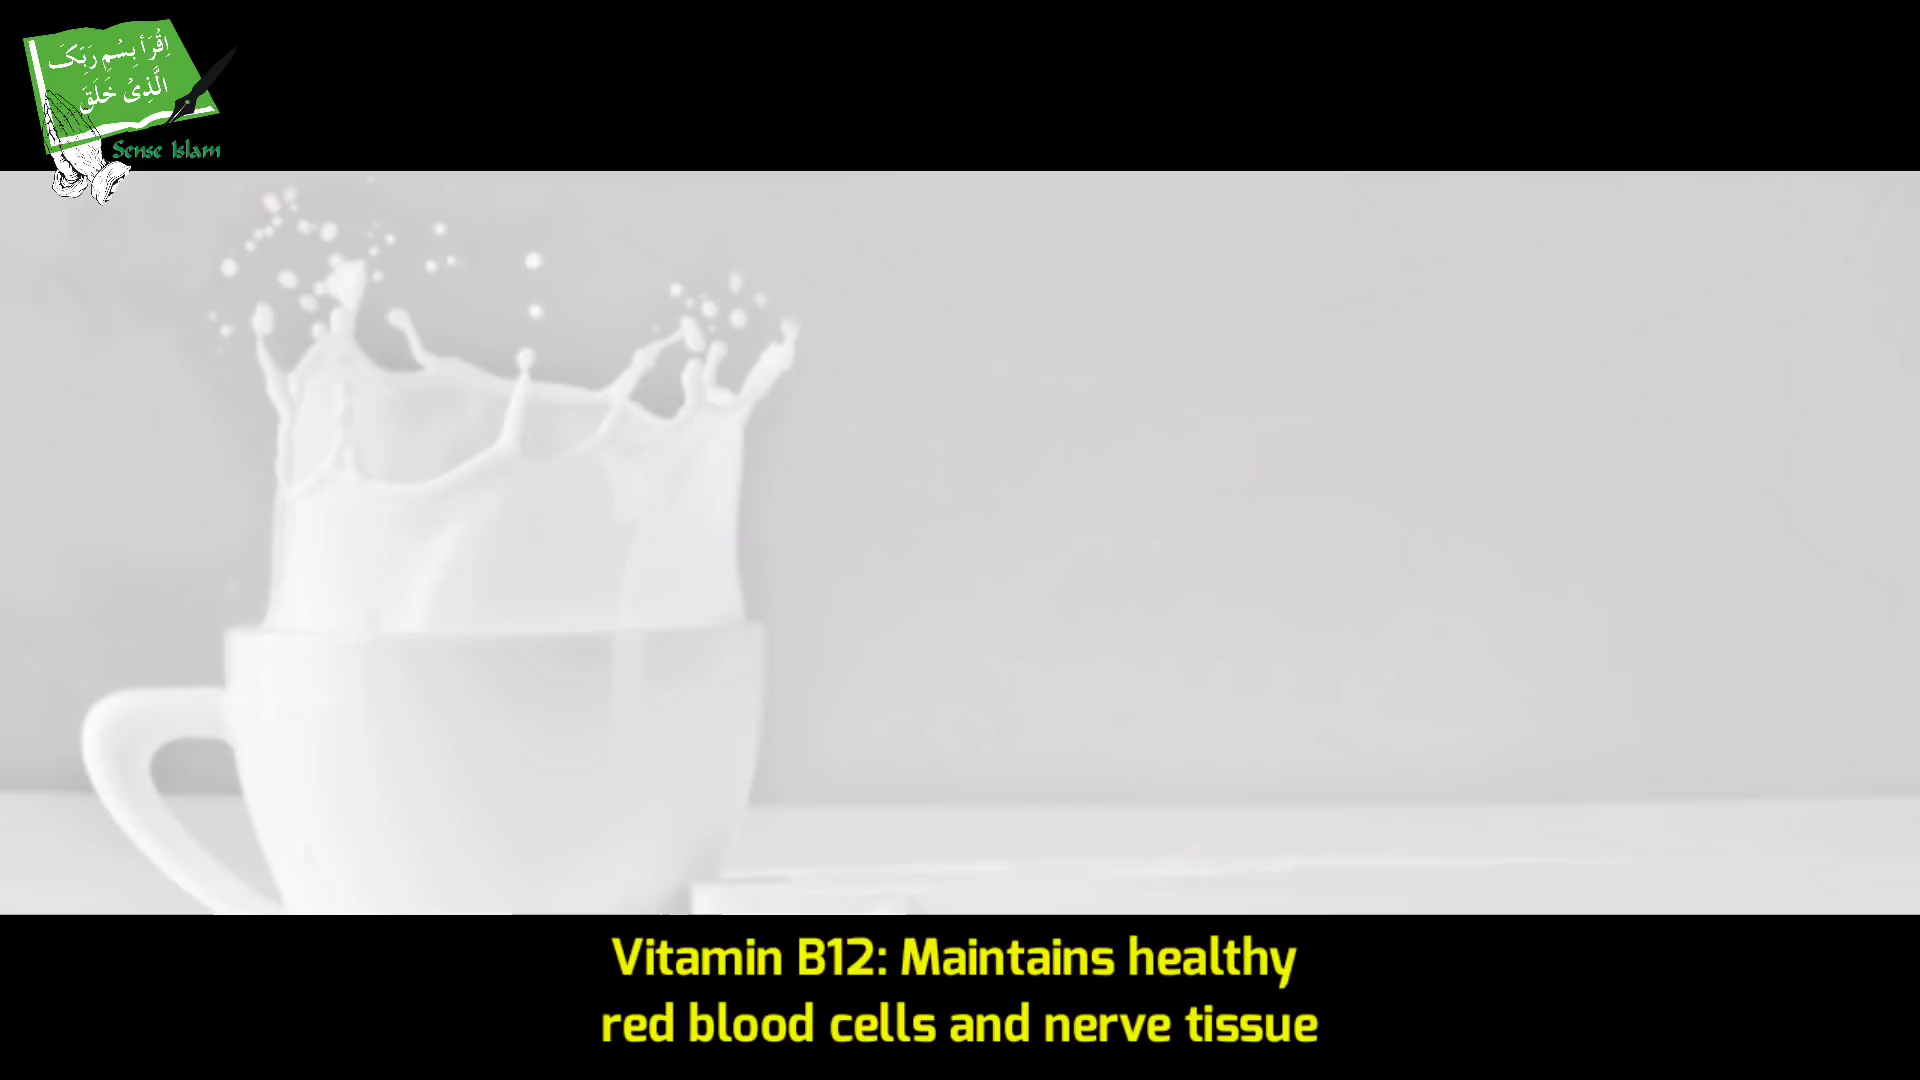 اِقْرَأْ بِسْمِ رَبِّكَ
الَّذِىْ خَلَقَ
Sense Islam
Vitamin B12: Maintains healthy
red blood cells and nerve tissue